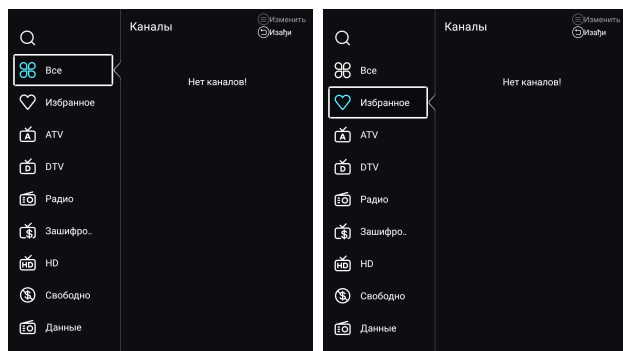 Каналы
Изменить
Изађи
Все
Нет каналов!
Избранное
ATV
DTV
Радио
Зашифро..
HD
Свободно
Данные
Каналы
Изменить
Изађи
Все
Нет каналов!
Избранное
ATV
DTV
Радио
Зашифро..
HD
Свободно
Данные